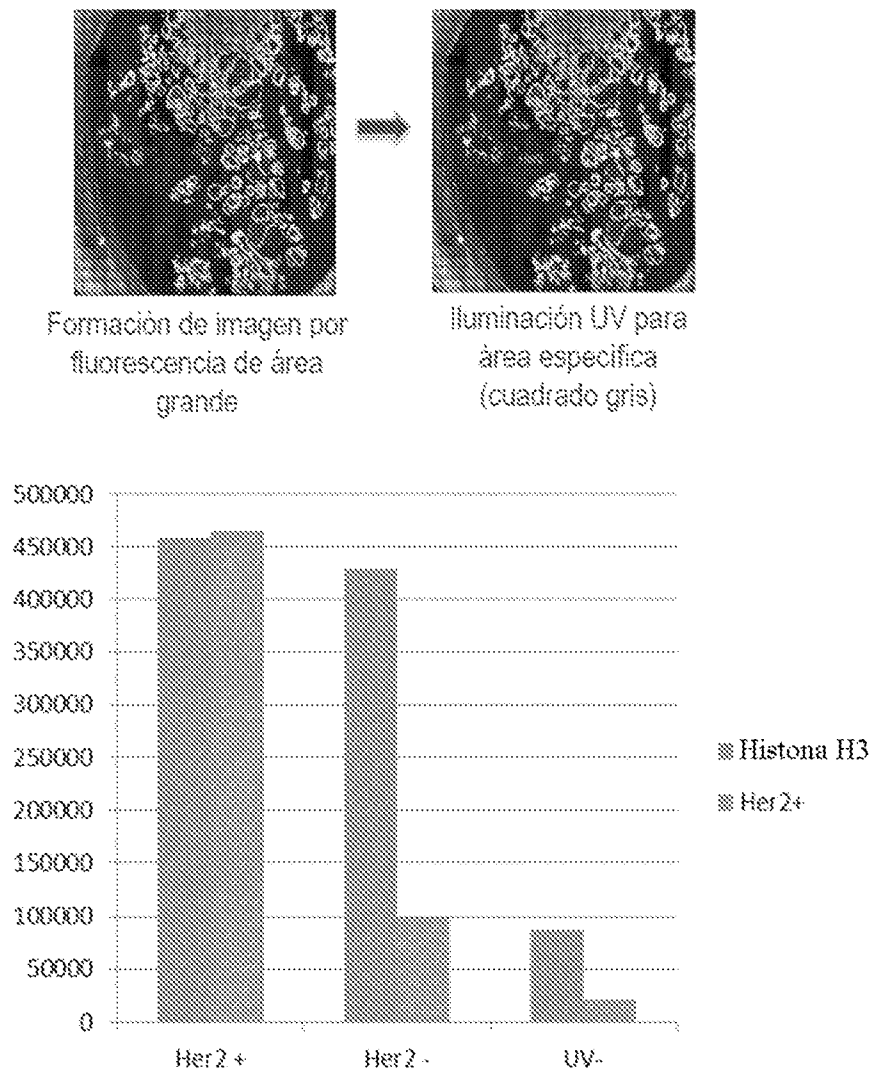 Formación de imagen por
fluorescencia de área
grande
Iluminación UV para
área específica
(cuadrado gris)
500000
450000
400000
350000
300000
250000
200000
150000
100000
50000
0
Her2 +
Her2 -
UV-
Histona H3
Her2+